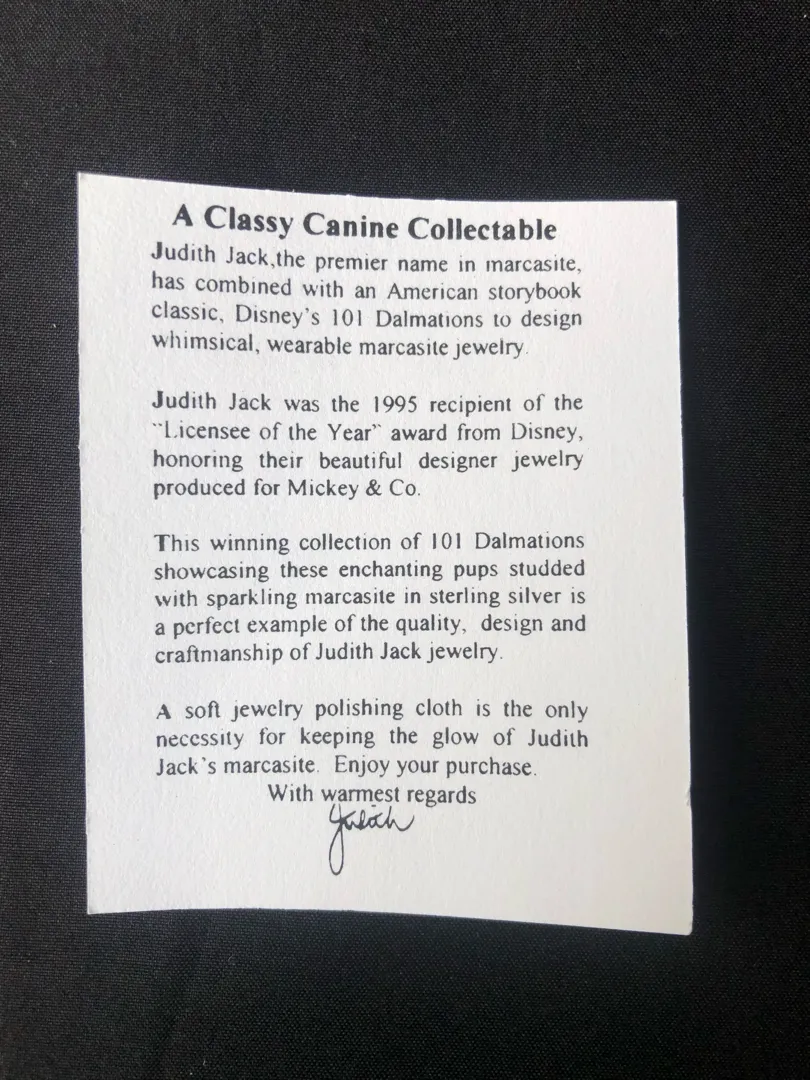 A Classy Canine Collectable
Judith Jack,the premier name in marcasite,
has combined with an American storybook
classic, Disney's 101 Dalmations to design
whimsical, wearable marcasite jewelry.
Judith Jack was the 1995 recipient of the
"Licensee of the Year" award from Disney,
honoring their beautiful designer jewelry
produced for Mickey & Co.
This winning collection of 101 Dalmations
showcasing these enchanting pups studded
with sparkling marcasite in sterling silver is
a perfect example of the quality, design and
craftmanship of Judith Jack jewelry.
A soft jewelry polishing cloth is the only
necessity for keeping the glow of Judith
Jack's marcasite. Enjoy your purchase.
With warmest regards
Judith